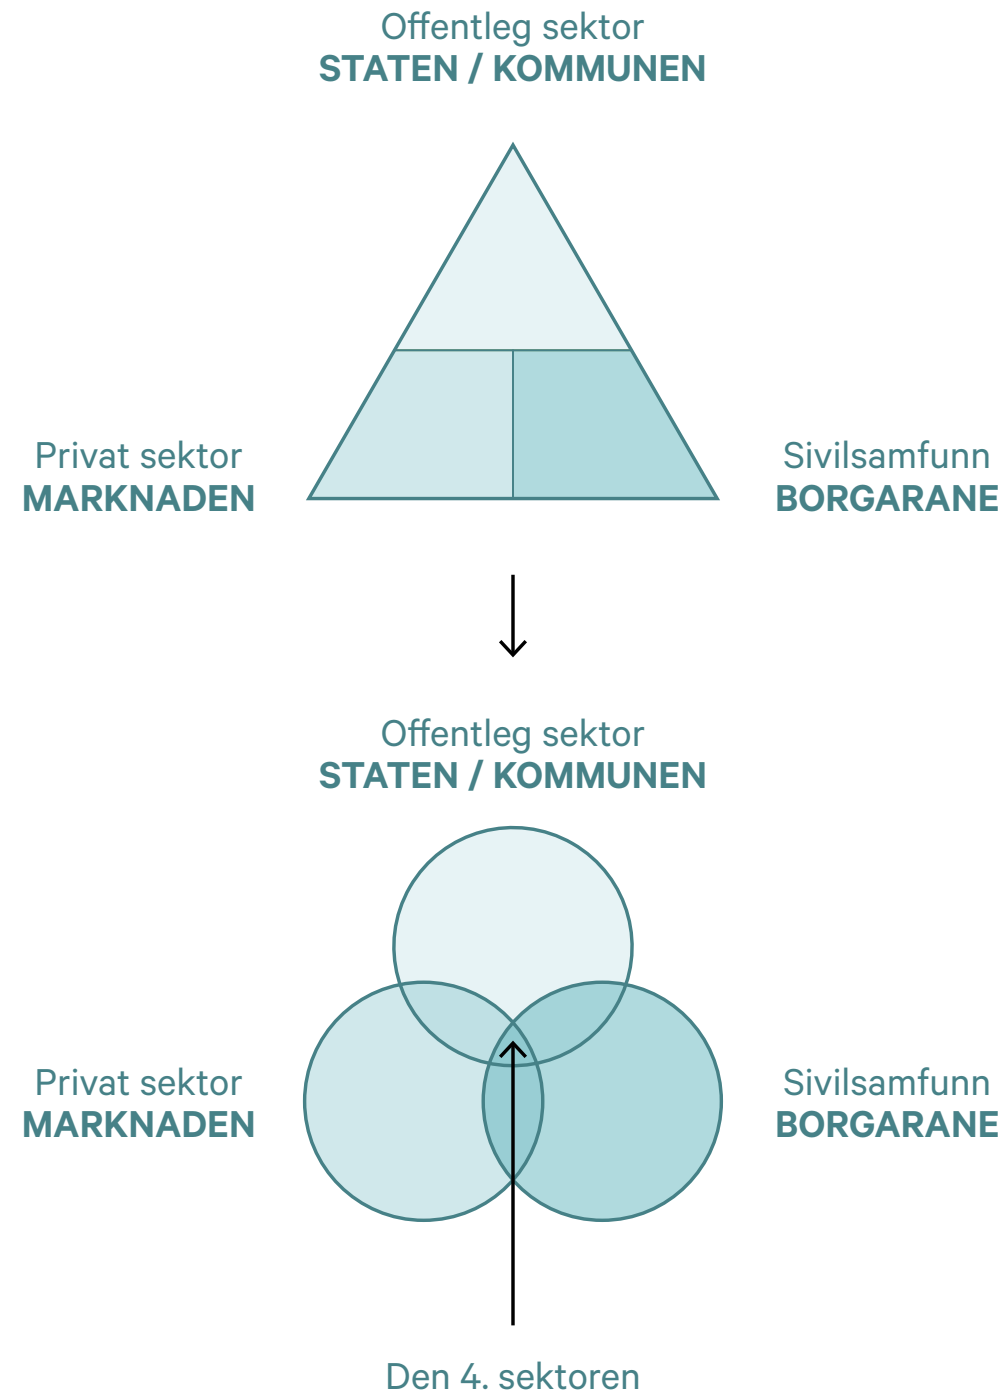 Offentleg sektor
STATEN / KOMMUNEN
Privat sektor
MARKNADEN
Sivilsamfunn
BORGARANE
Offentleg sektor
STATEN / KOMMUNEN
Privat sektor
MARKNADEN
Sivilsamfunn
BORGARANE
Den 4. sektoren